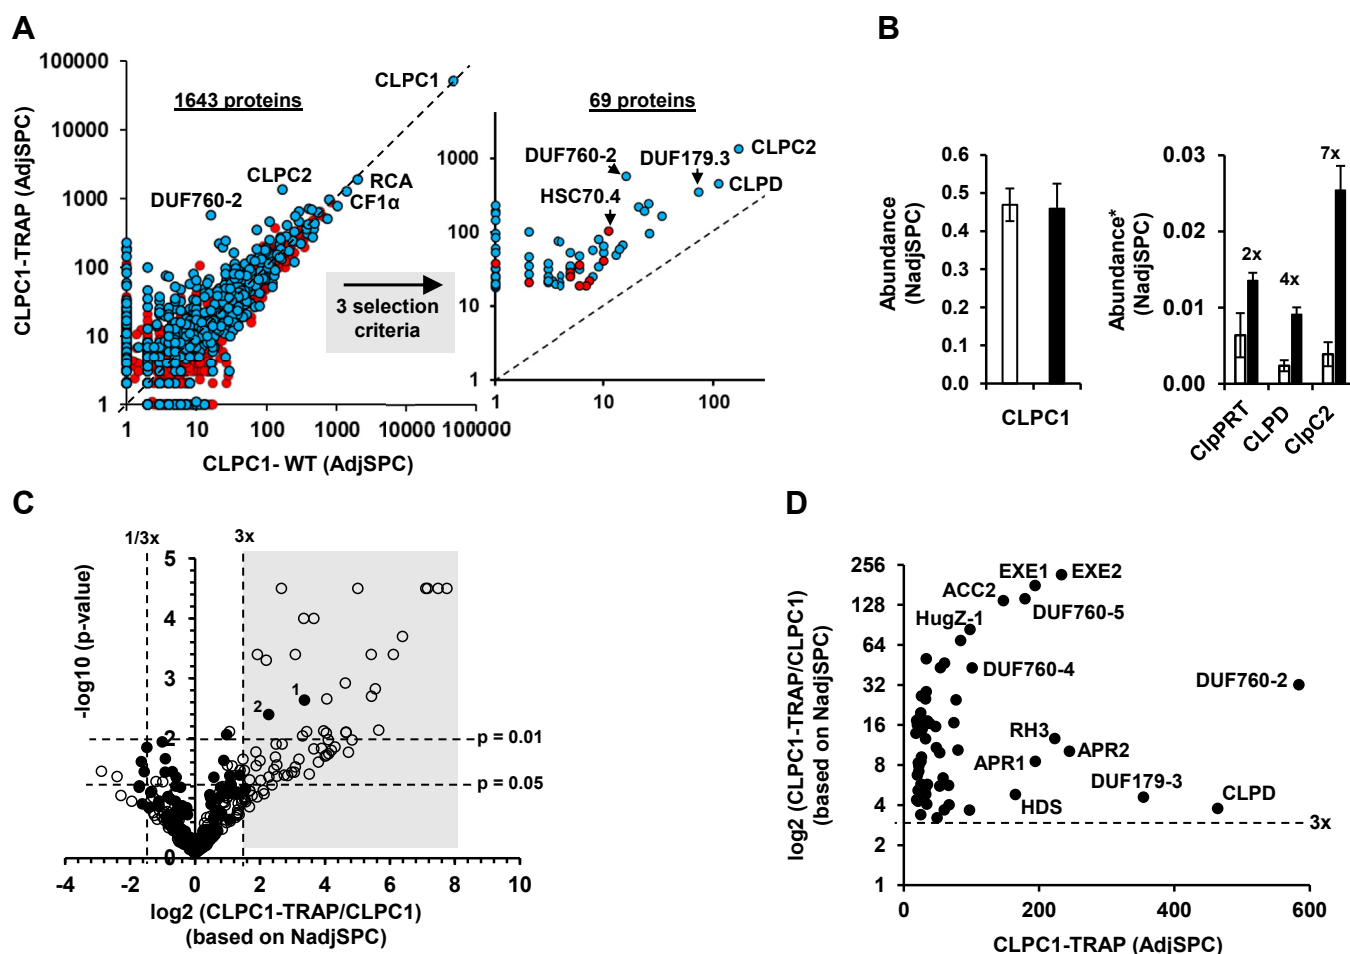 A
CLPC1-TRAP (AdjSPC)
100000
10000
1000
100
10
1
1643 proteins
CLPC1
CLPC2
DUF760-2
RCA
CF1α
1
10
100
1000
10000
100000
CLPC1- WT (AdjSPC)
3 selection
criteria
69 proteins
1000
100
10
1
DUF760-2
DUF179.3
CLPC2
CLPD
HSC70.4
1
10
100
B
Abundance
(NadjSPC)
0.6
0.5
0.4
0.3
0.2
0.1
0.0
CLPC1
Abundance*
(NadjSPC)
0.03
0.02
0.01
0.00
2x
4x
7x
ClpPRT
CLPD
ClpC2
C
1/3x
3x
-log10 (p-value)
5
4
3
2
1
0
1
2
p = 0.01
p = 0.05
-4
-2
0
2
4
6
8
10
log2 (CLPC1-TRAP/CLPC1)
(based on NadjSPC)
D
log2 (CLPC1-TRAP/CLPC1)
(based on NadjSPC)
256
128
64
32
16
8
4
2
1
EXE1
EXE2
ACC2
DUF760-5
HugZ-1
DUF760-4
DUF760-2
RH3
APR2
APR1
DUF179-3
CLPD
HDS
3x
0
200
400
600
CLPC1-TRAP (AdjSPC)